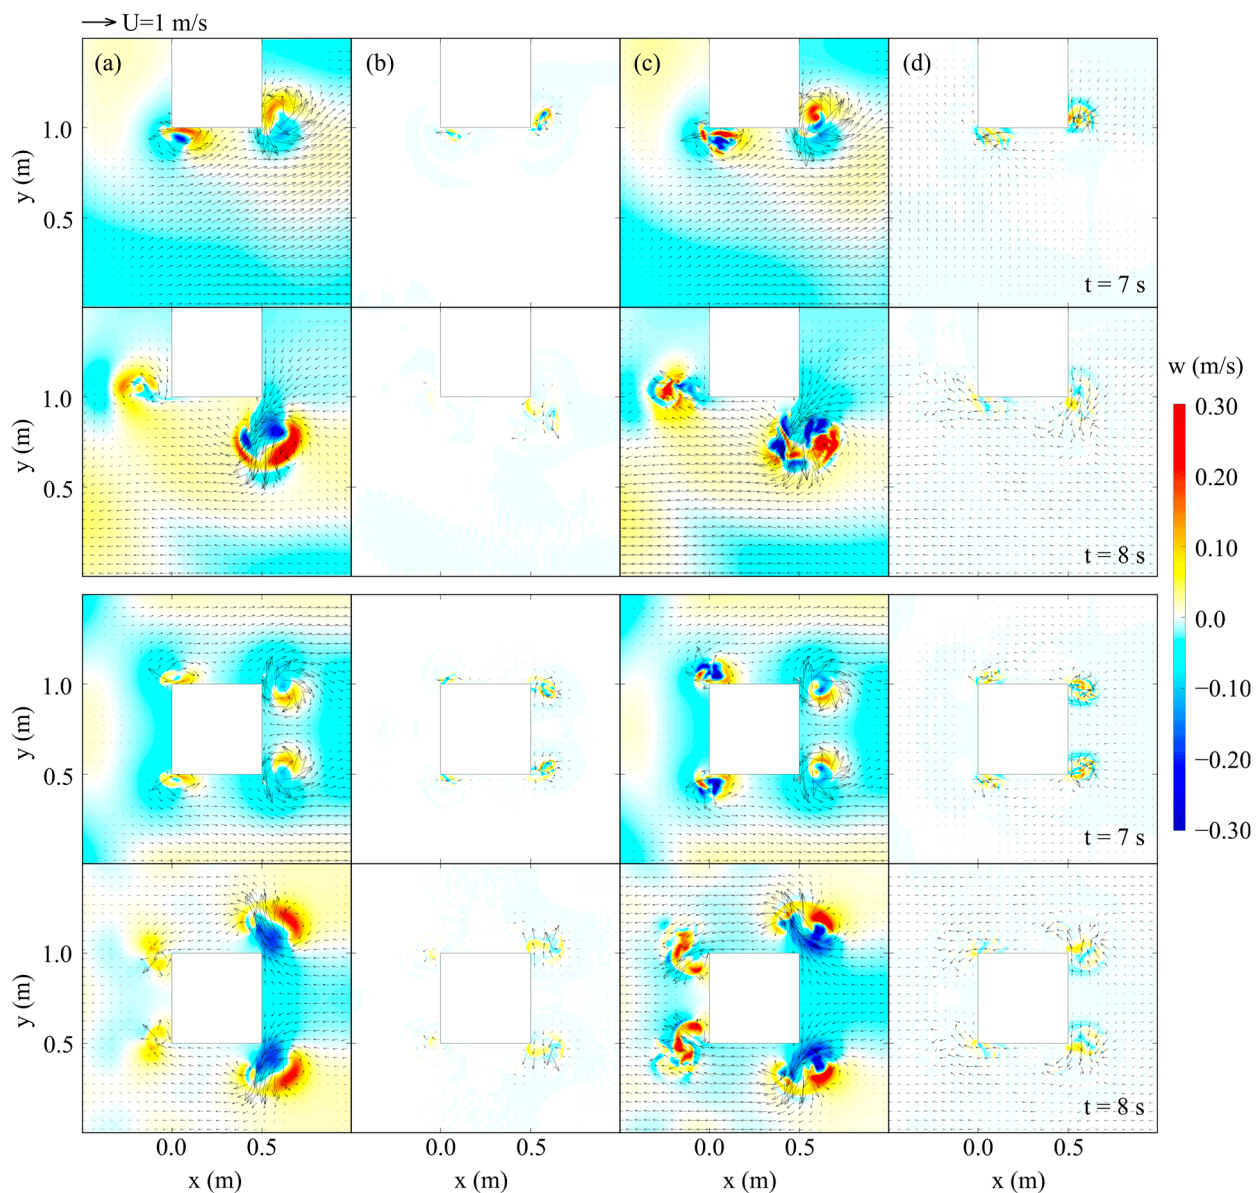 U=1 m/s
(a) (b) (c) (d)
1.0
y (m)
0.5
t = 7 s
1.0
y (m)
0.5
t = 8 s
w (m/s)
0.30
0.20
0.10
0.0
−0.10
−0.20
−0.30
1.0
y (m)
0.5
t = 7 s
1.0
y (m)
0.5
t = 8 s
0.0 0.5 0.0 0.5 0.0 0.5 0.0 0.5
x (m) x (m) x (m) x (m)